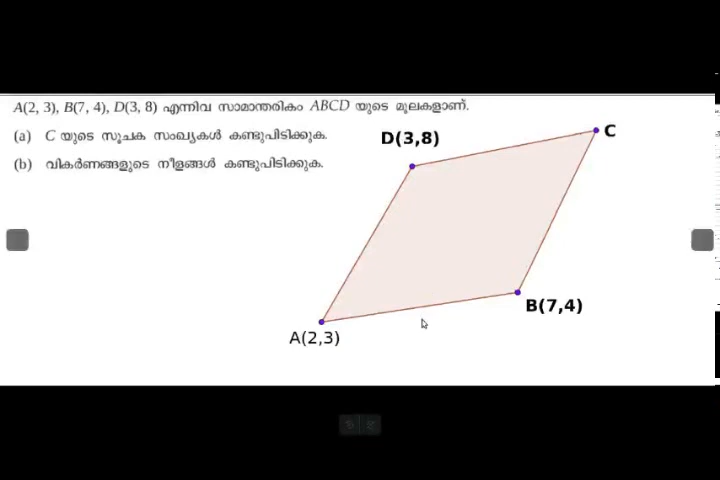 A(2, 3), B(7, 4), D(3, 8) എന്നിവ സാമാന്തരികം ABCD യുടെ മൂലകളാണ്.
(a) C യുടെ സൂചക സംഖ്യകൾ കണ്ടുപിടിക്കുക.
(b) വികർണങ്ങളുടെ നീളങ്ങൾ കണ്ടുപിടിക്കുക.
D(3,8)
C
B(7,4)
A(2,3)